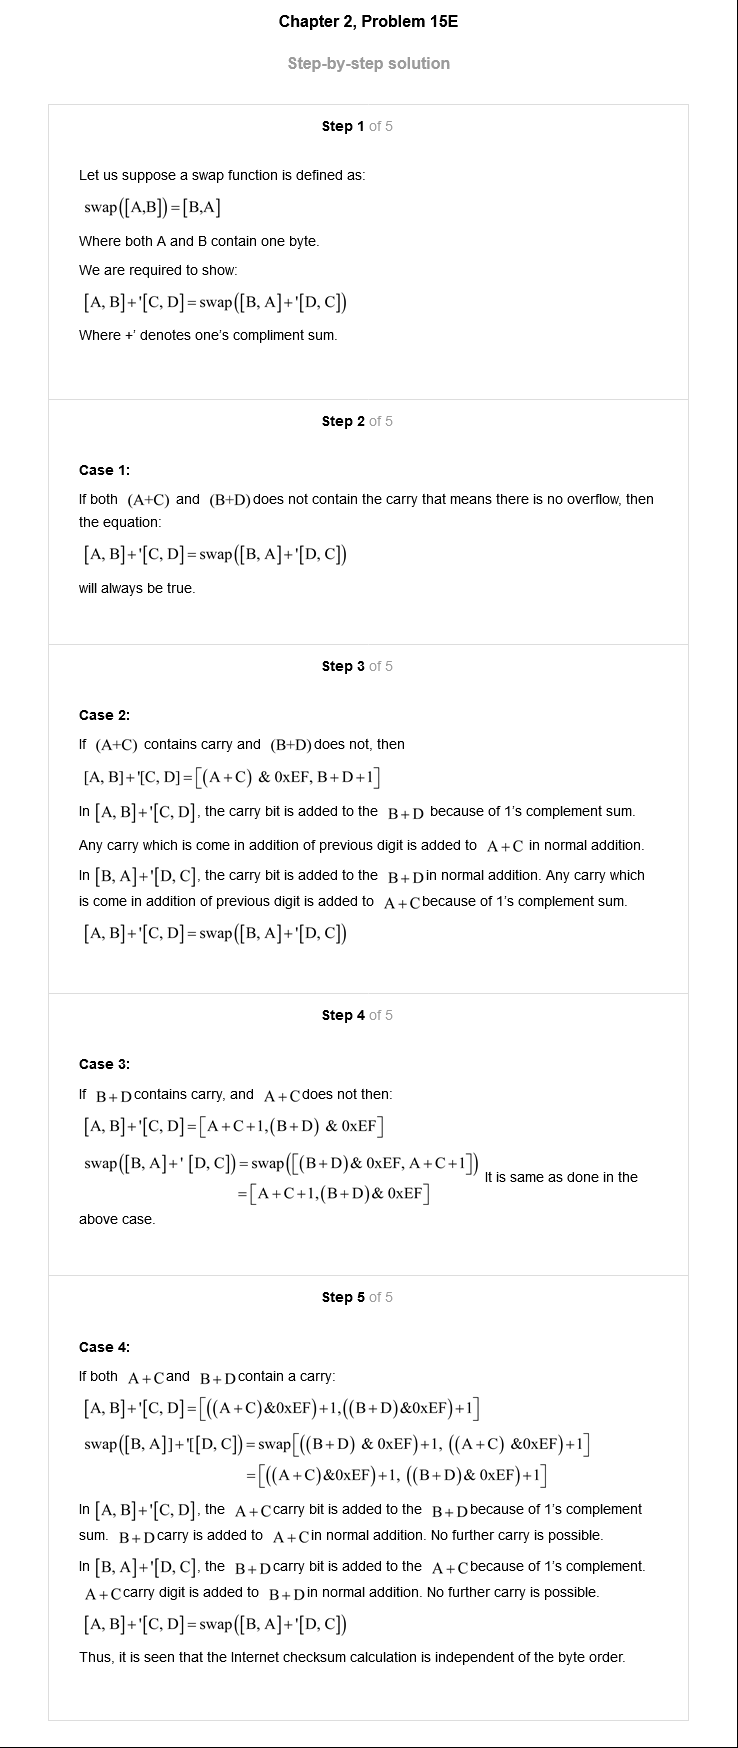 Chapter 2, Problem 15E
Step-by-step solution
Step 1 of 5
Let us suppose a swap function is defined as:
swap([A,B])=[B,A]
Where both A and B contain one byte.
We are required to show:
[A, B]+'[C, D]=swap([B, A]+'[D, C])
Where +' denotes one's compliment sum.
Step 2 of 5
Case 1:
If both (A+C) and (B+D) does not contain the carry that means there is no overflow, then
the equation:
[A, B]+'[C, D]=swap([B, A]+'[D, C])
will always be true.
Step 3 of 5
Case 2:
If (A+C) contains carry and (B+D) does not, then
[A, B]+'[C, D]=[(A+C) & 0xEF, B+D+1]
In [A, B]+'[C, D], the carry bit is added to the B+D because of 1's complement sum.
Any carry which is come in addition of previous digit is added to A+C in normal addition.
In [B, A]+'[D, C], the carry bit is added to the B+D in normal addition. Any carry which
is come in addition of previous digit is added to A+C because of 1's complement sum.
[A, B]+'[C, D]=swap([B, A]+'[D, C])
Step 4 of 5
Case 3:
If B+D contains carry, and A+C does not then:
[A, B]+'[C, D]=[A+C+1,(B+D) & 0xEF]
swap([B, A]+' [D, C])=swap([(B+D)& 0xEF, A+C+1])
=[A+C+1,(B+D)& 0xEF]
It is same as done in the
above case.
Step 5 of 5
Case 4:
If both A+C and B+D contain a carry:
[A, B]+'[C, D]=[((A+C)&0xEF)+1,((B+D)&0xEF)+1]
swap([B, A]]+'[[D, C])=swap[((B+D) & 0xEF)+1, ((A+C) &0xEF)+1]
=[((A+C)&0xEF)+1, ((B+D)& 0xEF)+1]
In [A, B]+'[C, D], the A+C carry bit is added to the B+D because of 1's complement
sum. B+D carry is added to A+C in normal addition. No further carry is possible.
In [B, A]+'[D, C], the B+D carry bit is added to the A+C because of 1's complement.
A+C carry digit is added to B+D in normal addition. No further carry is possible.
[A, B]+'[C, D]=swap([B, A]+'[D, C])
Thus, it is seen that the Internet checksum calculation is independent of the byte order.